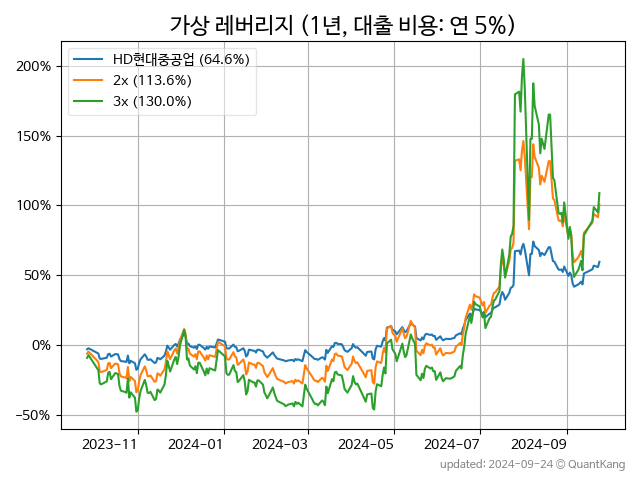 가상 레버리지 (1년, 대출 비용: 연 5%)
HD현대중공업 (64.6%)
2x (113.6%)
3x (130.0%)
200%
150%
100%
50%
0%
−50%
2023-11 2024-01 2024-03 2024-05 2024-07 2024-09
updated: 2024-09-24 © QuantKang